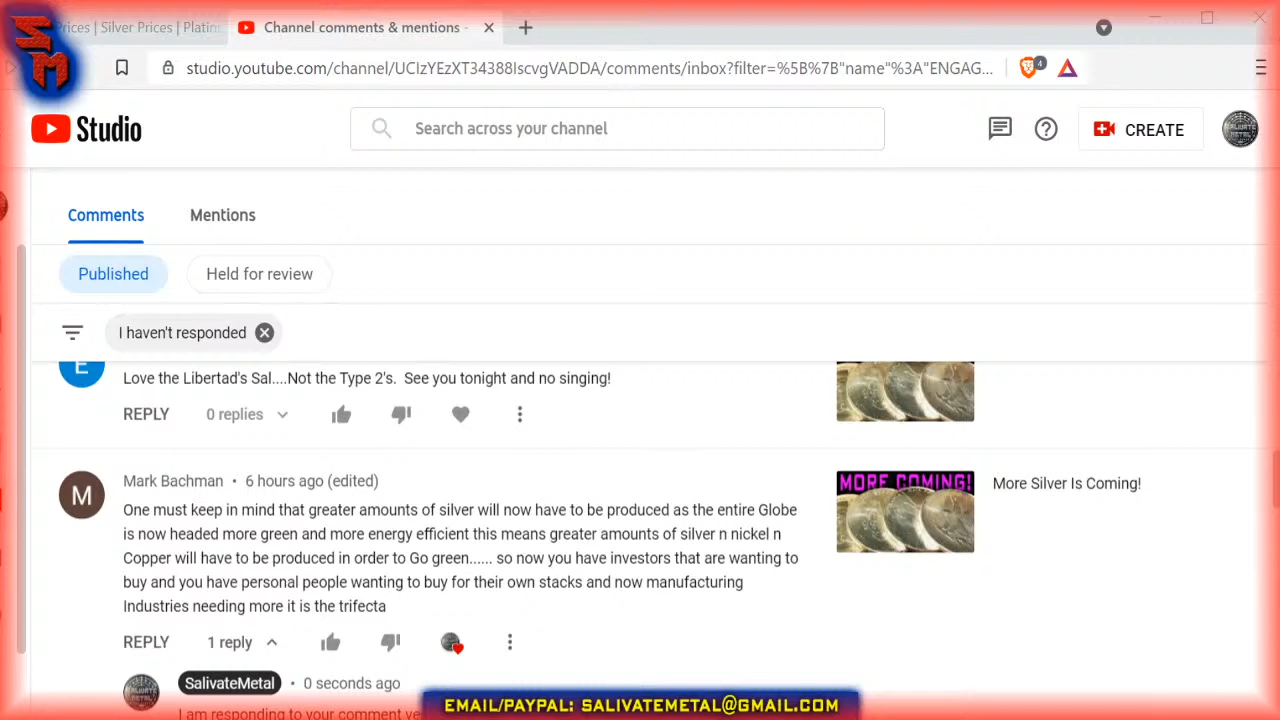 SM
Prices | Silver Prices | Platin
Channel comments & mentions -
studio.youtube.com/channel/UCIzYEzXT34388IscvgVADDA/comments/inbox?filter=%5B%7B"name"%3A"ENGAG...
4
Studio
Search across your channel
CREATE
Comments
Mentions
Published
Held for review
I haven't responded
E
Love the Libertad's Sal....Not the Type 2's. See you tonight and no singing!
REPLY
0 replies
M
Mark Bachman • 6 hours ago (edited)
One must keep in mind that greater amounts of silver will now have to be produced as the entire Globe
is now headed more green and more energy efficient this means greater amounts of silver n nickel n
Copper will have to be produced in order to Go green...... so now you have investors that are wanting to
buy and you have personal people wanting to buy for their own stacks and now manufacturing
Industries needing more it is the trifecta
MORE COMING!
More Silver Is Coming!
REPLY
1 reply
SalivateMetal • 0 seconds ago
I am responding to your comment
EMAIL/PAYPAL: SALIVATEMETAL@GMAIL.COM